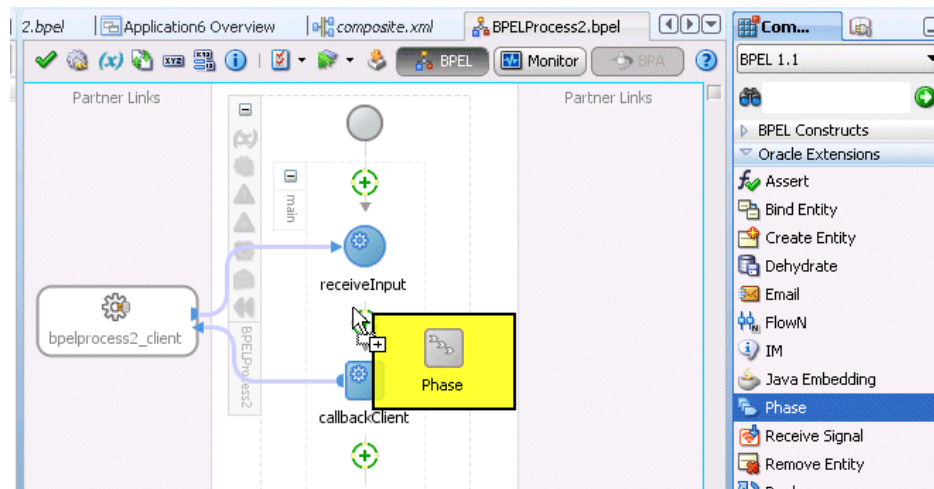 2.bpel Application6 Overview composite.xml BPELProcess2.bpel Com...
BPEL Monitor BPA BPEL 1.1
Partner Links Partner Links
BPEL Constructs
Oracle Extensions
Assert
main
Bind Entity
Create Entity
Dehydrate
receiveInput
Email
bpelprocess2_client
FlowN
BPELProcess2
IM
Phase
Java Embedding
Phase
callbackClient
Receive Signal
Remove Entity